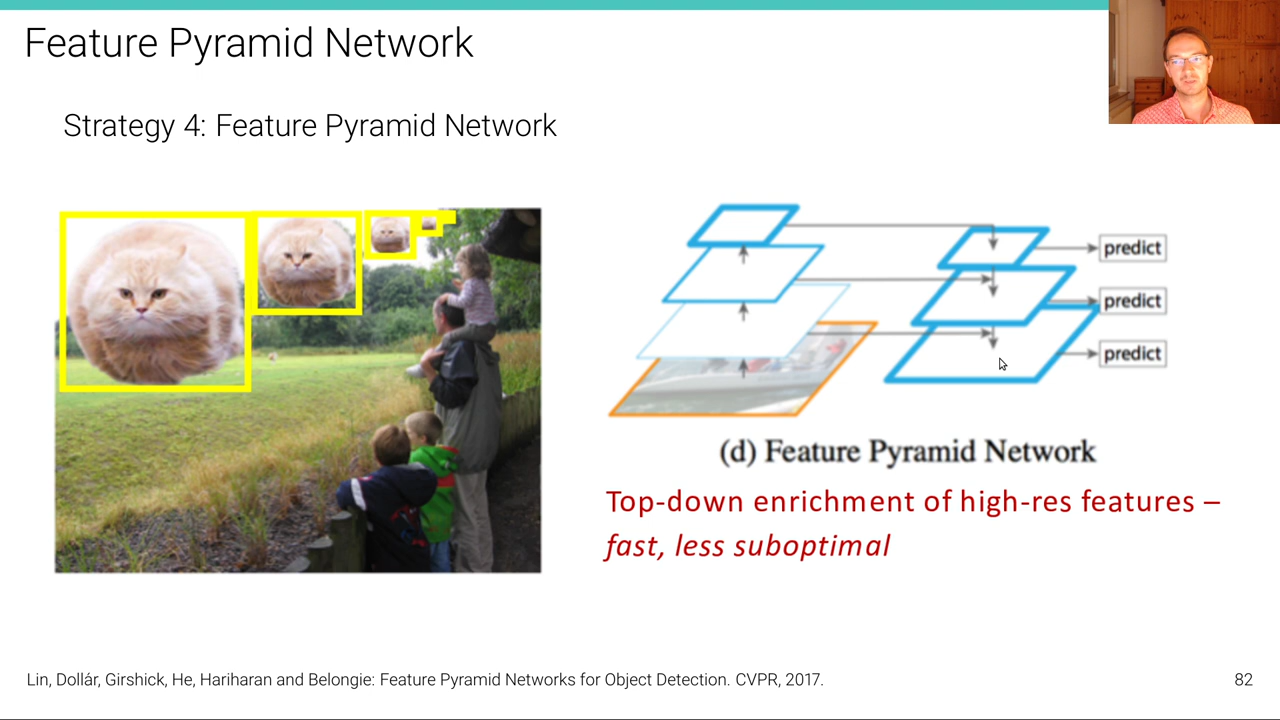 Feature Pyramid Network
Strategy 4: Feature Pyramid Network
predict
predict
predict
(d) Feature Pyramid Network
Top-down enrichment of high-res features –
fast, less suboptimal
Lin, Dollár, Girshick, He, Hariharan and Belongie: Feature Pyramid Networks for Object Detection. CVPR, 2017.
82